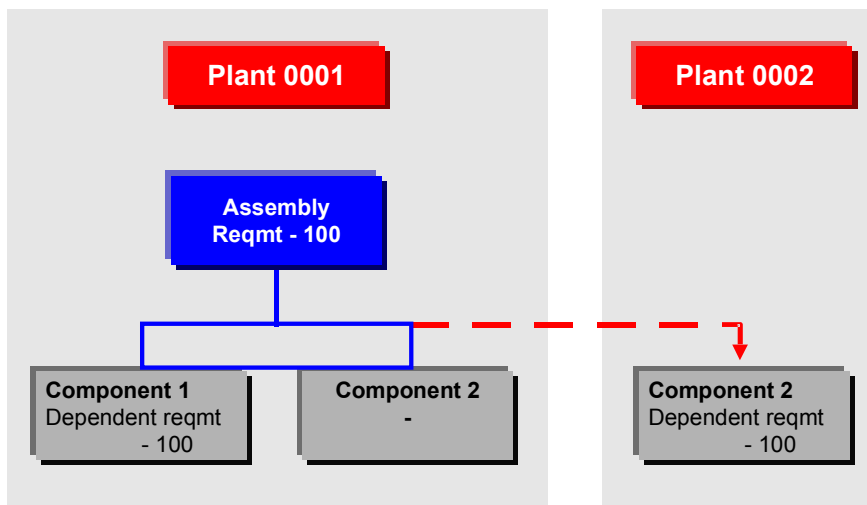 Plant 0001
Plant 0002
Assembly
Reqmt - 100
Component 1
Dependent reqmt
- 100
Component 2
-
Component 2
Dependent reqmt
- 100